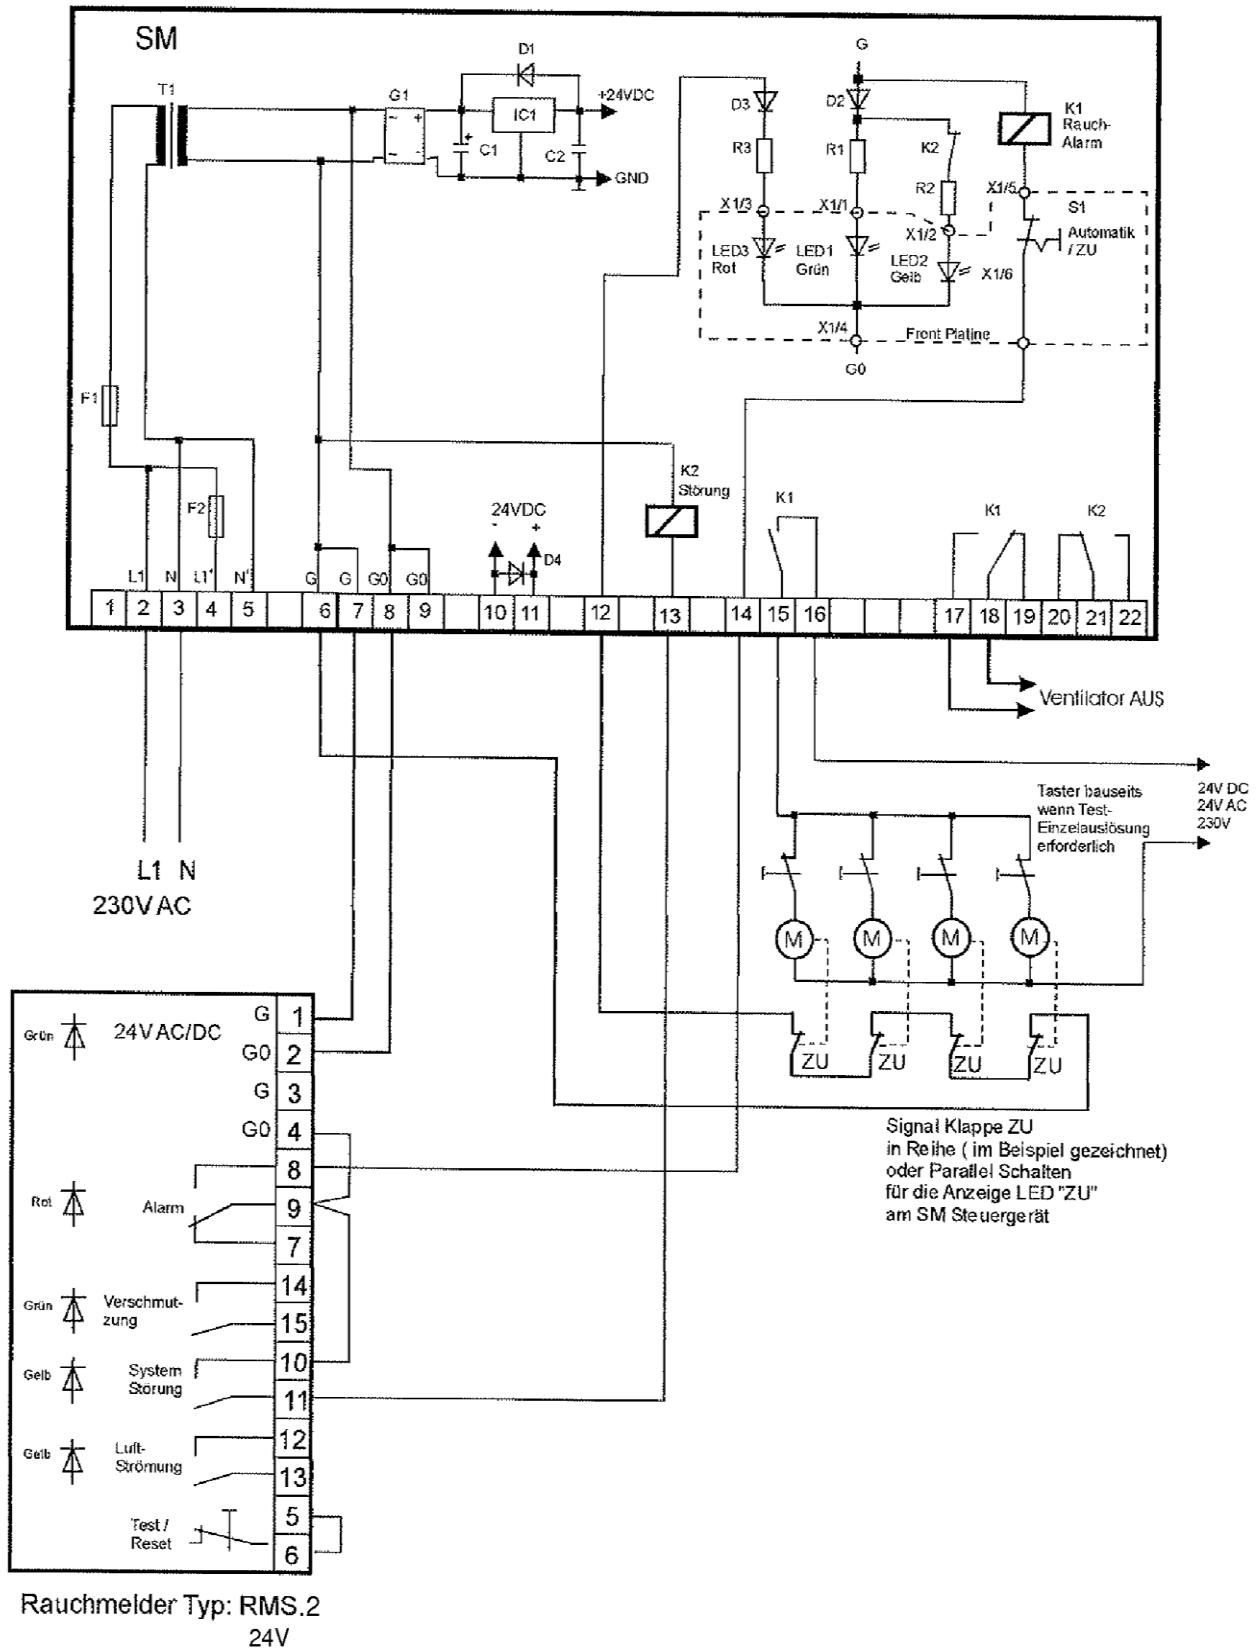 SM
T1
G1
D1
IC1
+24VDC
C1
C2
GND
F1
F2
G
D3
D2
K1
Rauch-
Alarm
R3
R1
K2
R2
X1/3
X1/1
X1/2
X1/5
S1
Automatik
/ ZU
LED3
Rot
LED1
Grün
LED2
Gelb
X1/6
X1/4
Front Platine
G0
K2
Störung
24VDC
- +
D4
K1
K1
K2
L1 N L1' N' G G G0 G0
1 2 3 4 5 6 7 8 9 10 11 12 13 14 15 16 17 18 19 20 21 22
Ventilator AUS
L1 N
230V AC
Taster bauseits
wenn Test-
Einzelauslösung
erforderlich
24V DC
24V AC
230V
M M M M
ZU ZU ZU ZU
Signal Klappe ZU
in Reihe ( im Beispiel gezeichnet)
oder Parallel Schalten
für die Anzeige LED "ZU"
am SM Steuergerät
Grün
24V AC/DC
G 1
G0 2
G 3
G0 4
8
Rot
Alarm
9
7
14
Grün
Verschmut-
zung
15
10
Gelb
System
Störung
11
12
Gelb
Luft-
Strömung
13
5
Test /
Reset
6
Rauchmelder Typ: RMS.2
24V